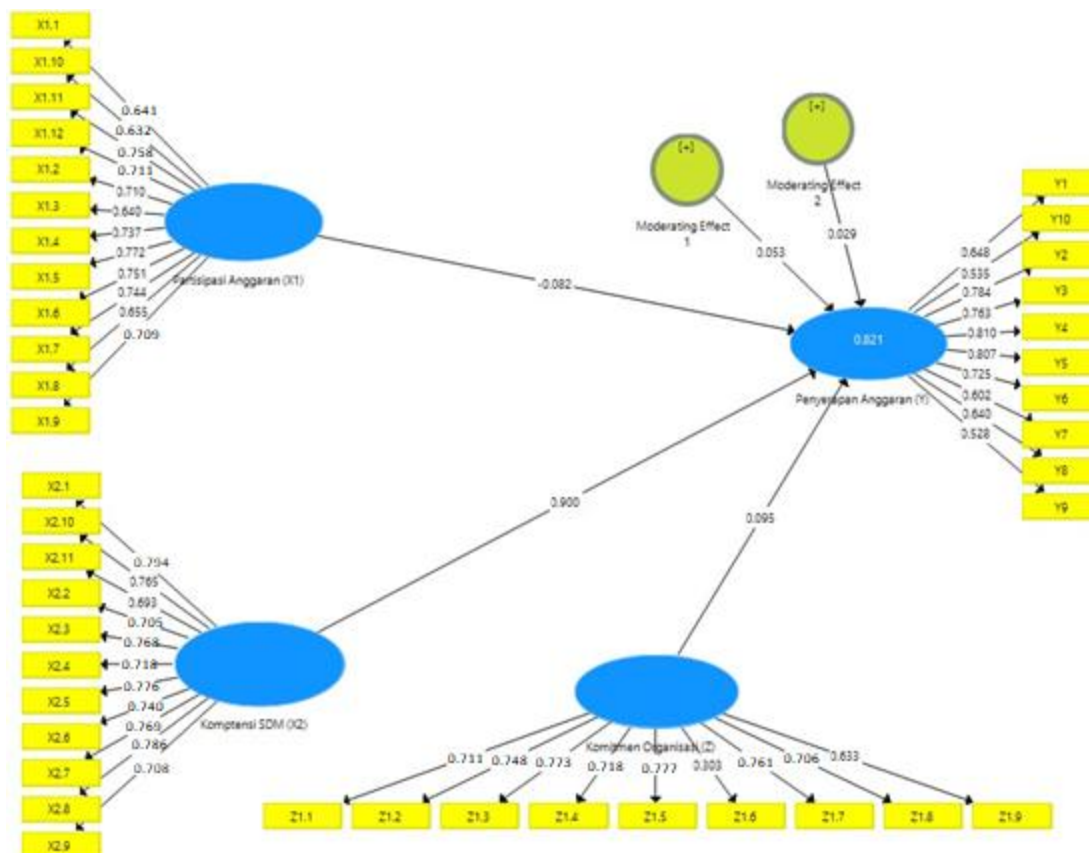 X1.1
X1.10
X1.11
X1.12
X1.2
X1.3
X1.4
X1.5
X1.6
X1.7
X1.8
X1.9
0.641
0.632
0.758
0.711
0.710
0.640
0.737
0.772
0.751
0.744
0.655
0.709
Partisipasi Anggaran (X1)
-0.082
[+]
Moderating Effect
1
0.053
[+]
Moderating Effect
2
0.029
0.821
Penyerapan Anggaran (Y)
0.648
0.535
0.784
0.763
0.810
0.807
0.725
0.602
0.640
0.528
Y1
Y10
Y2
Y3
Y4
Y5
Y6
Y7
Y8
Y9
X2.1
X2.10
X2.11
X2.2
X2.3
X2.4
X2.5
X2.6
X2.7
X2.8
X2.9
0.794
0.765
0.693
0.705
0.768
0.718
0.776
0.740
0.769
0.786
0.708
Komptensi SDM (X2)
0.900
0.095
Komitmen Organisasi (Z)
0.711
0.748
0.773
0.718
0.777
0.303
0.761
0.706
0.633
Z1.1
Z1.2
Z1.3
Z1.4
Z1.5
Z1.6
Z1.7
Z1.8
Z1.9